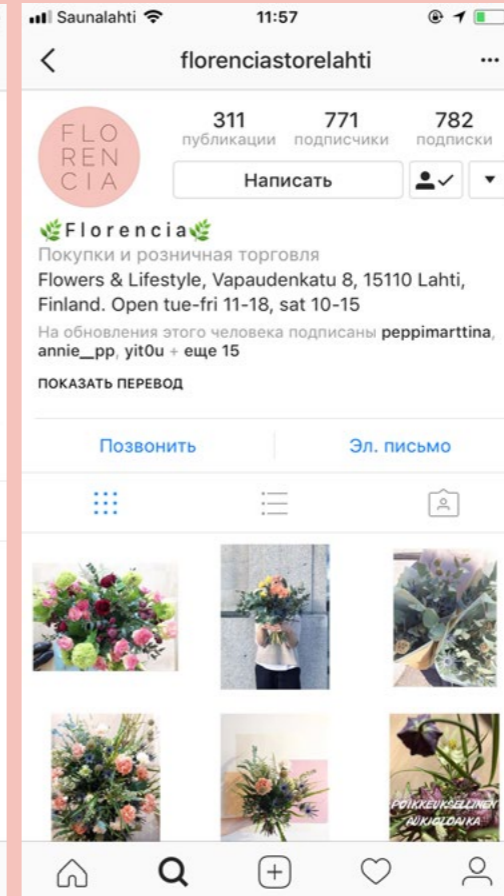 Saunalahti 11:57
florenciastorelahti
FLO
REN
CIA
311 771 782
публикации подписчики подписки
Написать
Florencia
Покупки и розничная торговля
Flowers & Lifestyle, Vapaudenkatu 8, 15110 Lahti,
Finland. Open tue-fri 11-18, sat 10-15
На обновления этого человека подписаны peppimarttina,
annie__pp, yit0u + еще 15
ПОКАЗАТЬ ПЕРЕВОД
Позвонить Эл. письмо
POIKKEUKSELLINEN
AUKIOLOAIKA